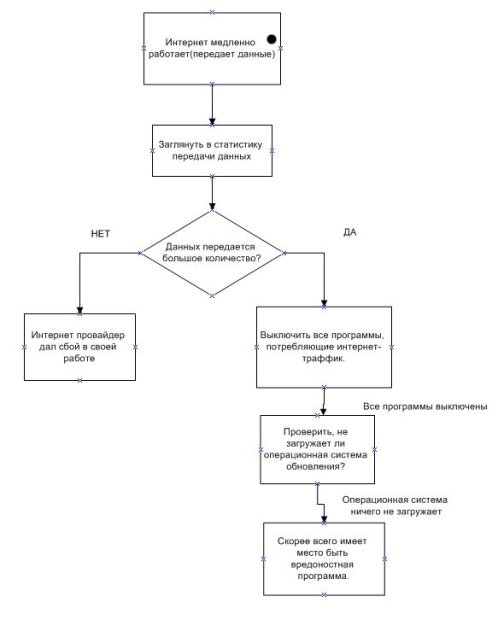 Интернет медленно
работает(передает данные)
Заглянуть в статистику
передачи данных
НЕТ
ДА
Данных передается
большое количество?
Интернет провайдер
дал сбой в своей
работе
Выключить все программы,
потребляющие интернет-
траффик.
Все программы выключены
Проверить, не
загружает ли
операционная система
обновления?
Операционная система
ничего не загружает
Скорее всего имеет
место быть
вредоностная
программа.